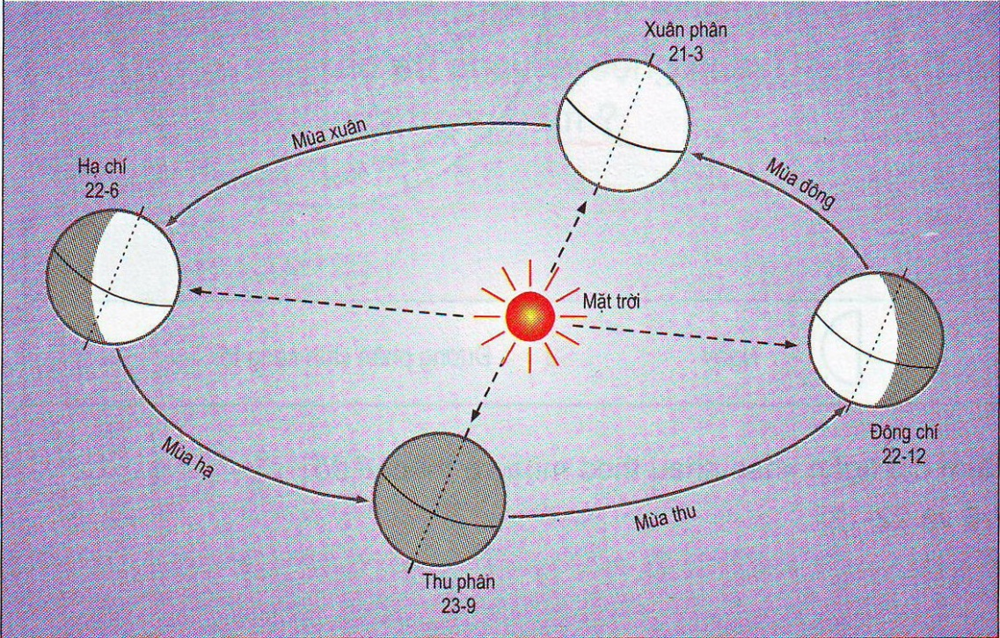 Xuân phân
21-3
Mùa xuân
Hạ chí
22-6
Mùa đông
Mặt trời
Đông chí
22-12
Mùa hạ
Mùa thu
Thu phân
23-9